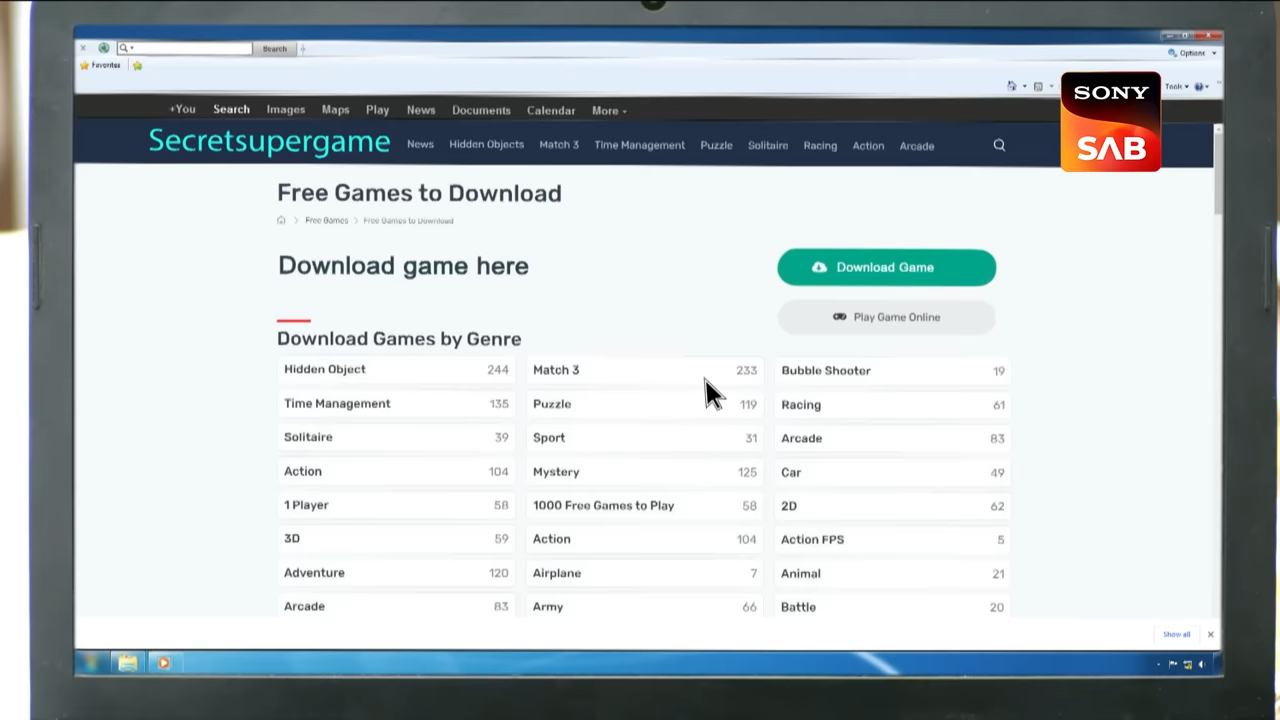 Search
Options
Favorites
Tools
+You Search Images Maps Play News Documents Calendar More
SONY
SAB
Secretsupergame News Hidden Objects Match 3 Time Management Puzzle Solitaire Racing Action Arcade
Free Games to Download
Free Games > Free Games to Download
Download game here
Download Game
Play Game Online
Download Games by Genre
Hidden Object 244 Match 3 233 Bubble Shooter 19
Time Management 135 Puzzle 119 Racing 61
Solitaire 39 Sport 31 Arcade 83
Action 104 Mystery 125 Car 49
1 Player 58 1000 Free Games to Play 58 2D 62
3D 59 Action 104 Action FPS 5
Adventure 120 Airplane 7 Animal 21
Arcade 83 Army 66 Battle 20
Show all